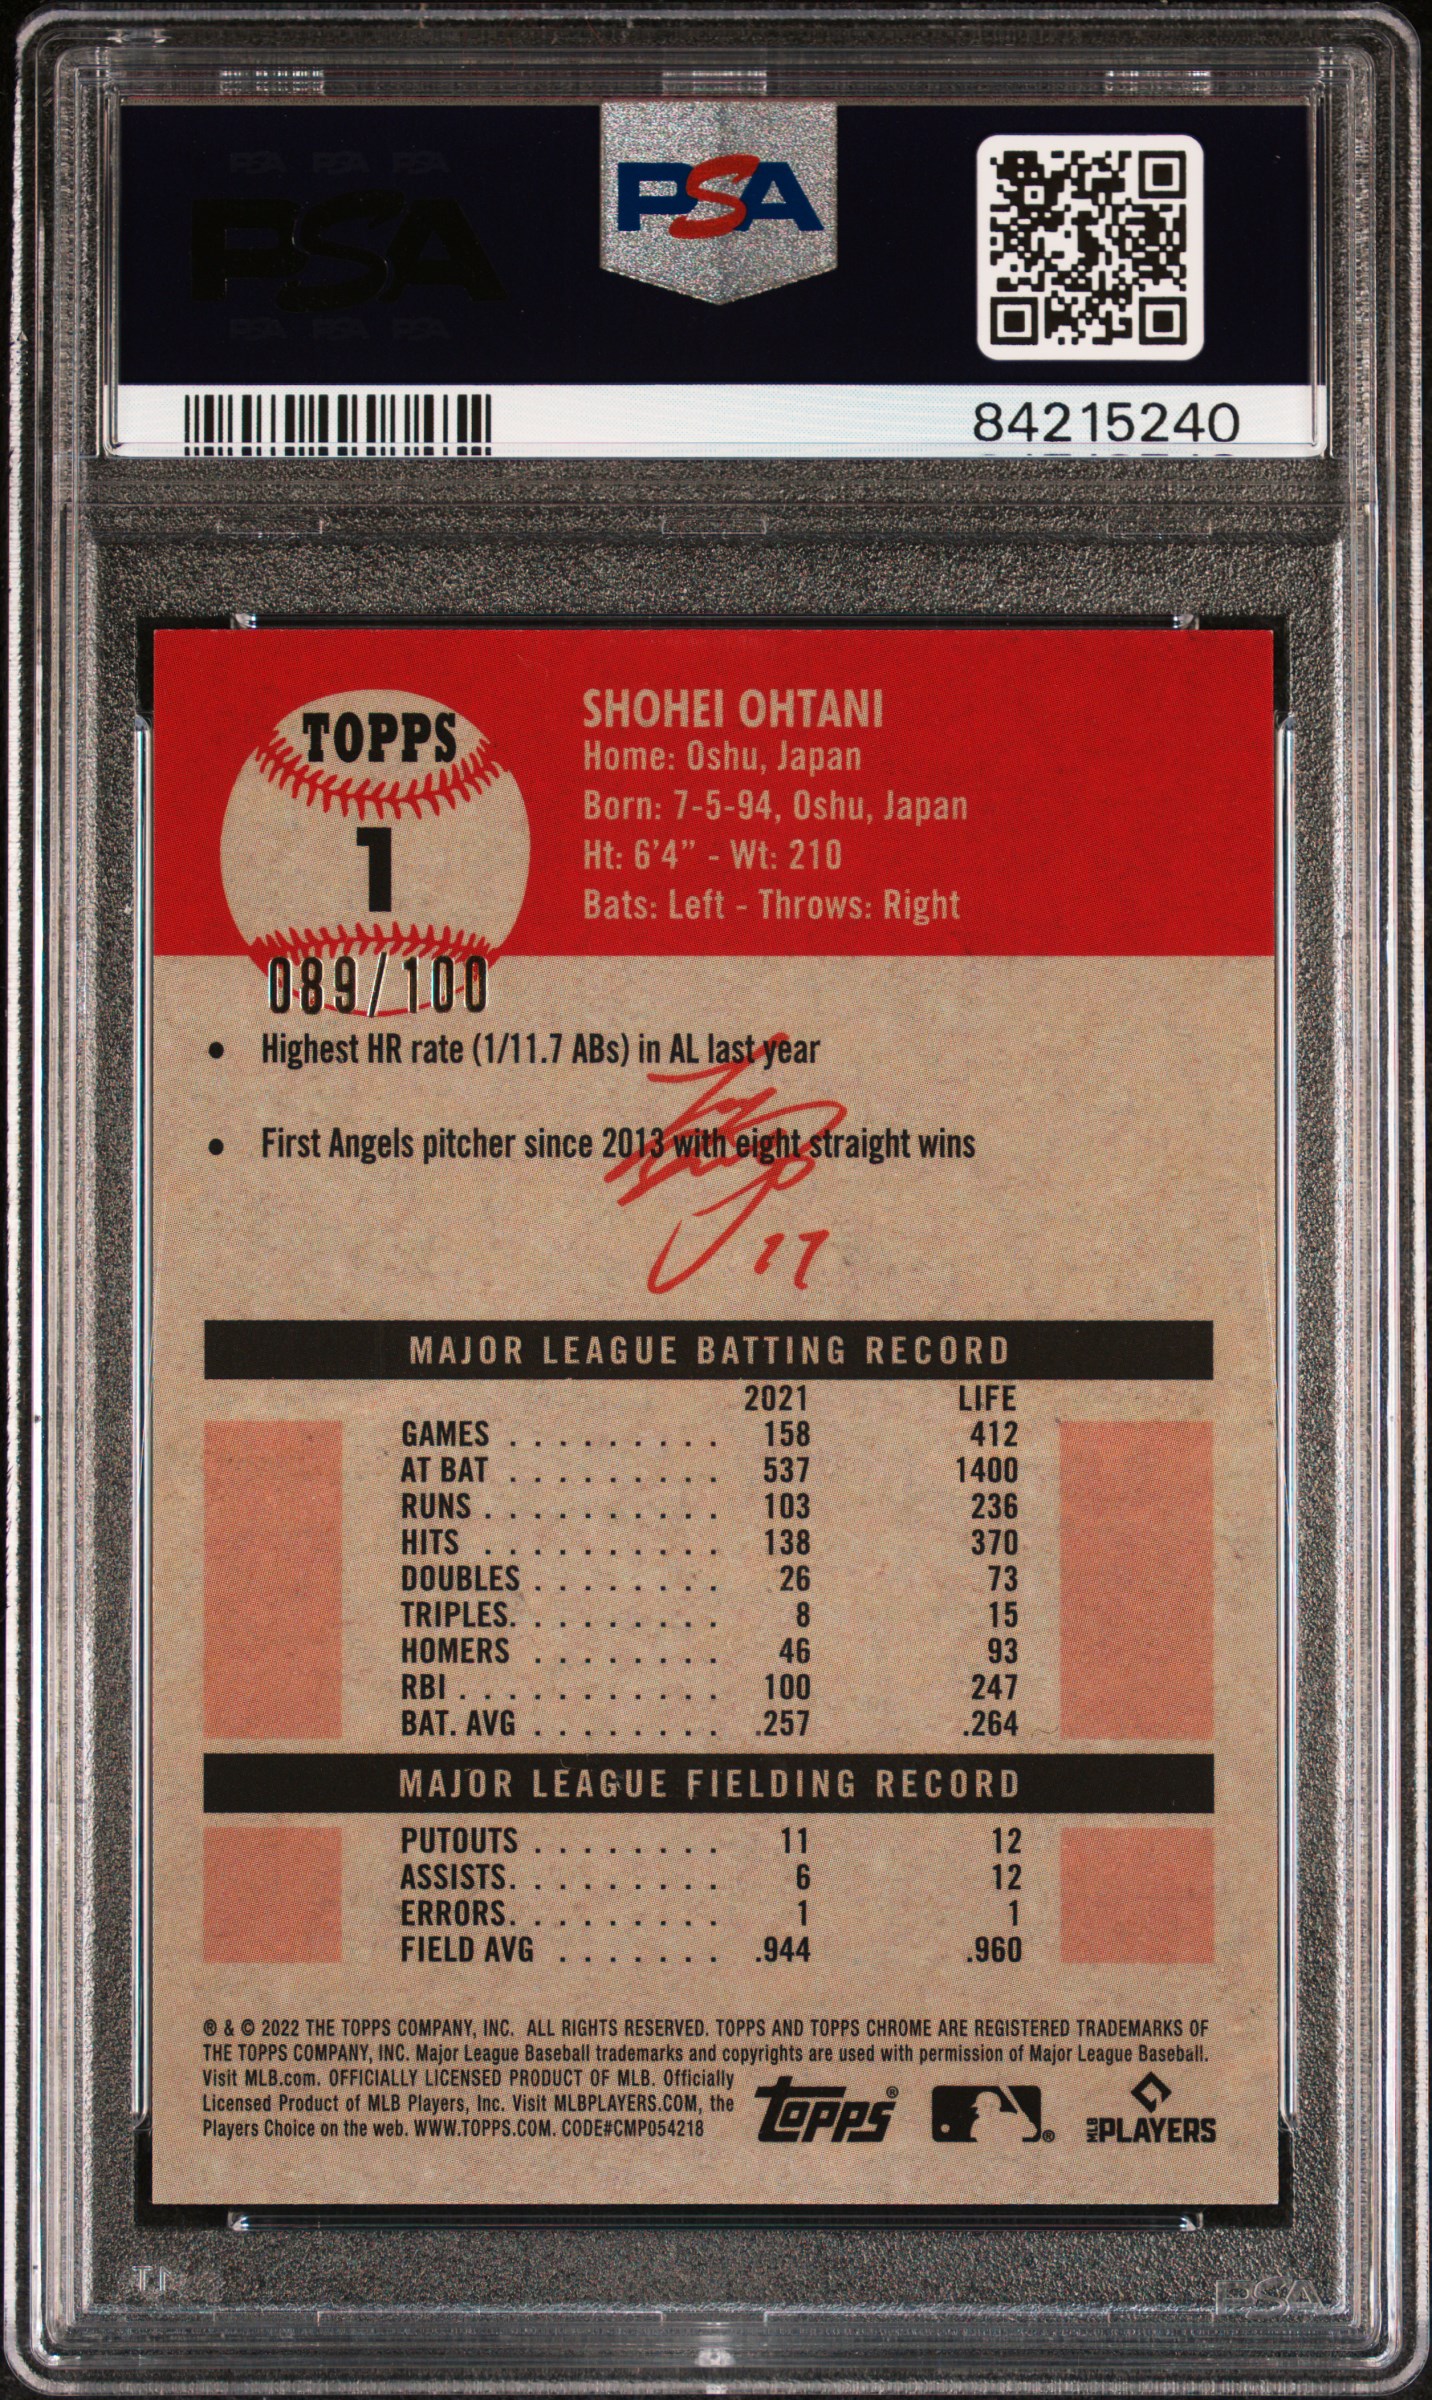 PSA PSA PSA
PSA
PSA PSA PSA
PSA
84215240
TOPPS
1
089/100
SHOHEI OHTANI
Home: Oshu, Japan
Born: 7-5-94, Oshu, Japan
Ht: 6'4" - Wt: 210
Bats: Left - Throws: Right
• Highest HR rate (1/11.7 ABs) in AL last year
• First Angels pitcher since 2013 with eight straight wins
17
MAJOR LEAGUE BATTING RECORD
2021 LIFE
GAMES . . . . . . . . . 158 412
AT BAT . . . . . . . . . 537 1400
RUNS . . . . . . . . . . 103 236
HITS . . . . . . . . . . 138 370
DOUBLES . . . . . . . . 26 73
TRIPLES. . . . . . . . . 8 15
HOMERS . . . . . . . . 46 93
RBI . . . . . . . . . . . 100 247
BAT. AVG . . . . . . . . .257 .264
MAJOR LEAGUE FIELDING RECORD
PUTOUTS . . . . . . . . 11 12
ASSISTS. . . . . . . . . 6 12
ERRORS. . . . . . . . . 1 1
FIELD AVG . . . . . . . .944 .960
® & © 2022 THE TOPPS COMPANY, INC. ALL RIGHTS RESERVED. TOPPS AND TOPPS CHROME ARE REGISTERED TRADEMARKS OF
THE TOPPS COMPANY, INC. Major League Baseball trademarks and copyrights are used with permission of Major League Baseball.
Visit MLB.com. OFFICIALLY LICENSED PRODUCT OF MLB. Officially
Licensed Product of MLB Players, Inc. Visit MLBPLAYERS.COM, the
Players Choice on the web. WWW.TOPPS.COM. CODE#CMP054218
topps®
®
MLB PLAYERS
PSA